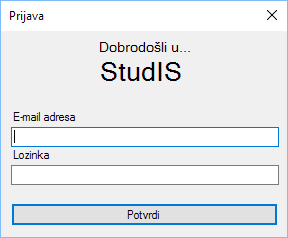 Prijava
Dobrodošli u...
StudIS
E-mail adresa
Lozinka
Potvrdi